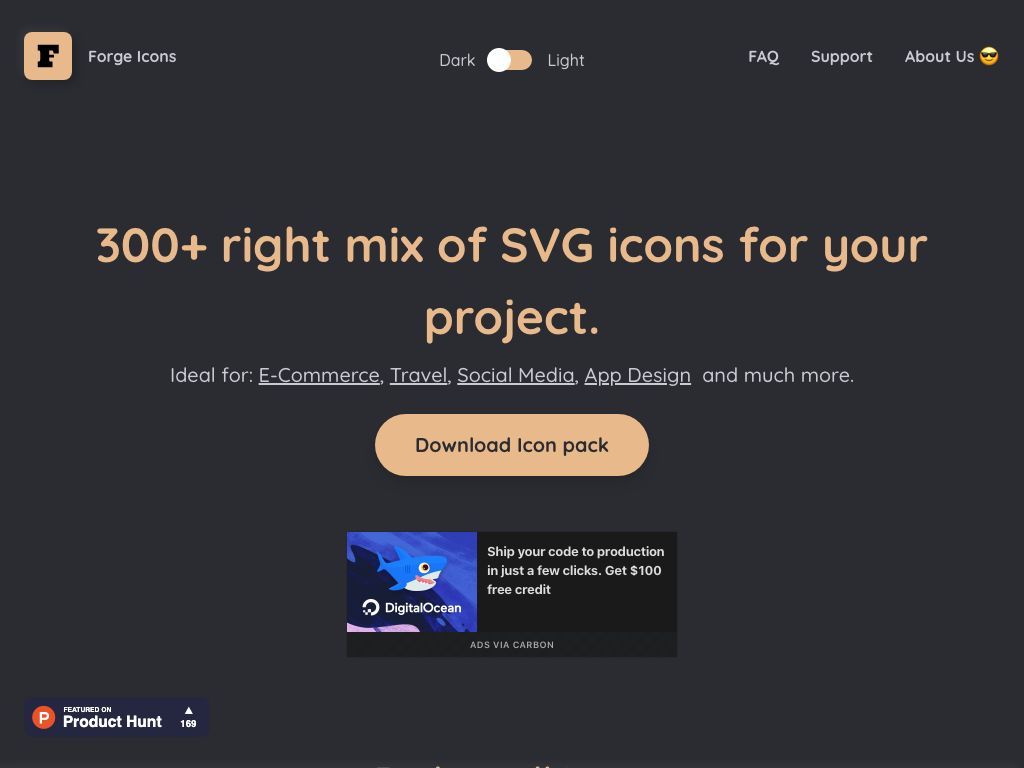 F
Forge Icons
Dark
Light
FAQ
Support
About Us 😎
300+ right mix of SVG icons for your
project.
Ideal for: E-Commerce, Travel, Social Media, App Design and much more.
Download Icon pack
DigitalOcean
Ship your code to production
in just a few clicks. Get $100
free credit
ADS VIA CARBON
P
FEATURED ON
Product Hunt
▲
169